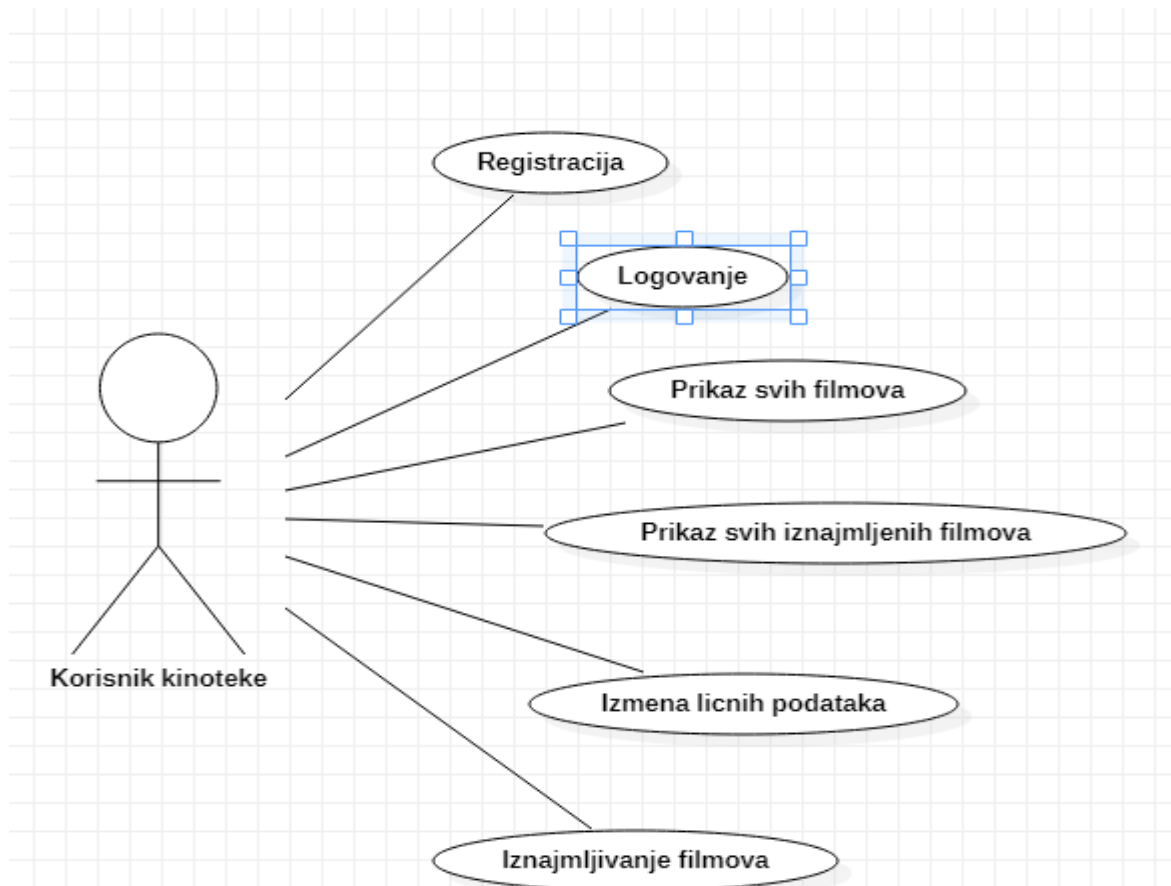 Registracija
Logovanje
Prikaz svih filmova
Prikaz svih iznajmljenih filmova
Korisnik kinoteke
Izmena licnih podataka
Iznajmljivanje filmova